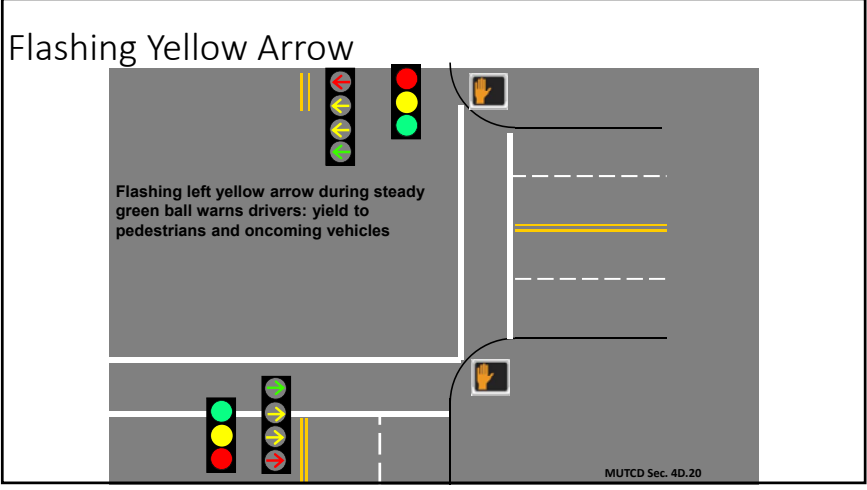 Flashing Yellow Arrow
Flashing left yellow arrow during steady
green ball warns drivers: yield to
pedestrians and oncoming vehicles
MUTCD Sec. 4D.20